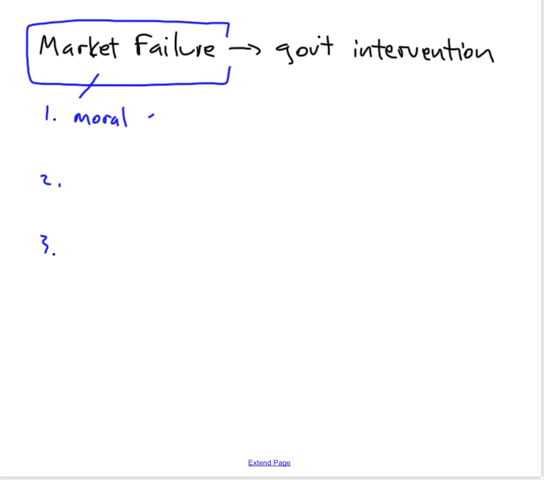 Market Failure → gov't intervention
1. moral -
2.
3.
Extend Page